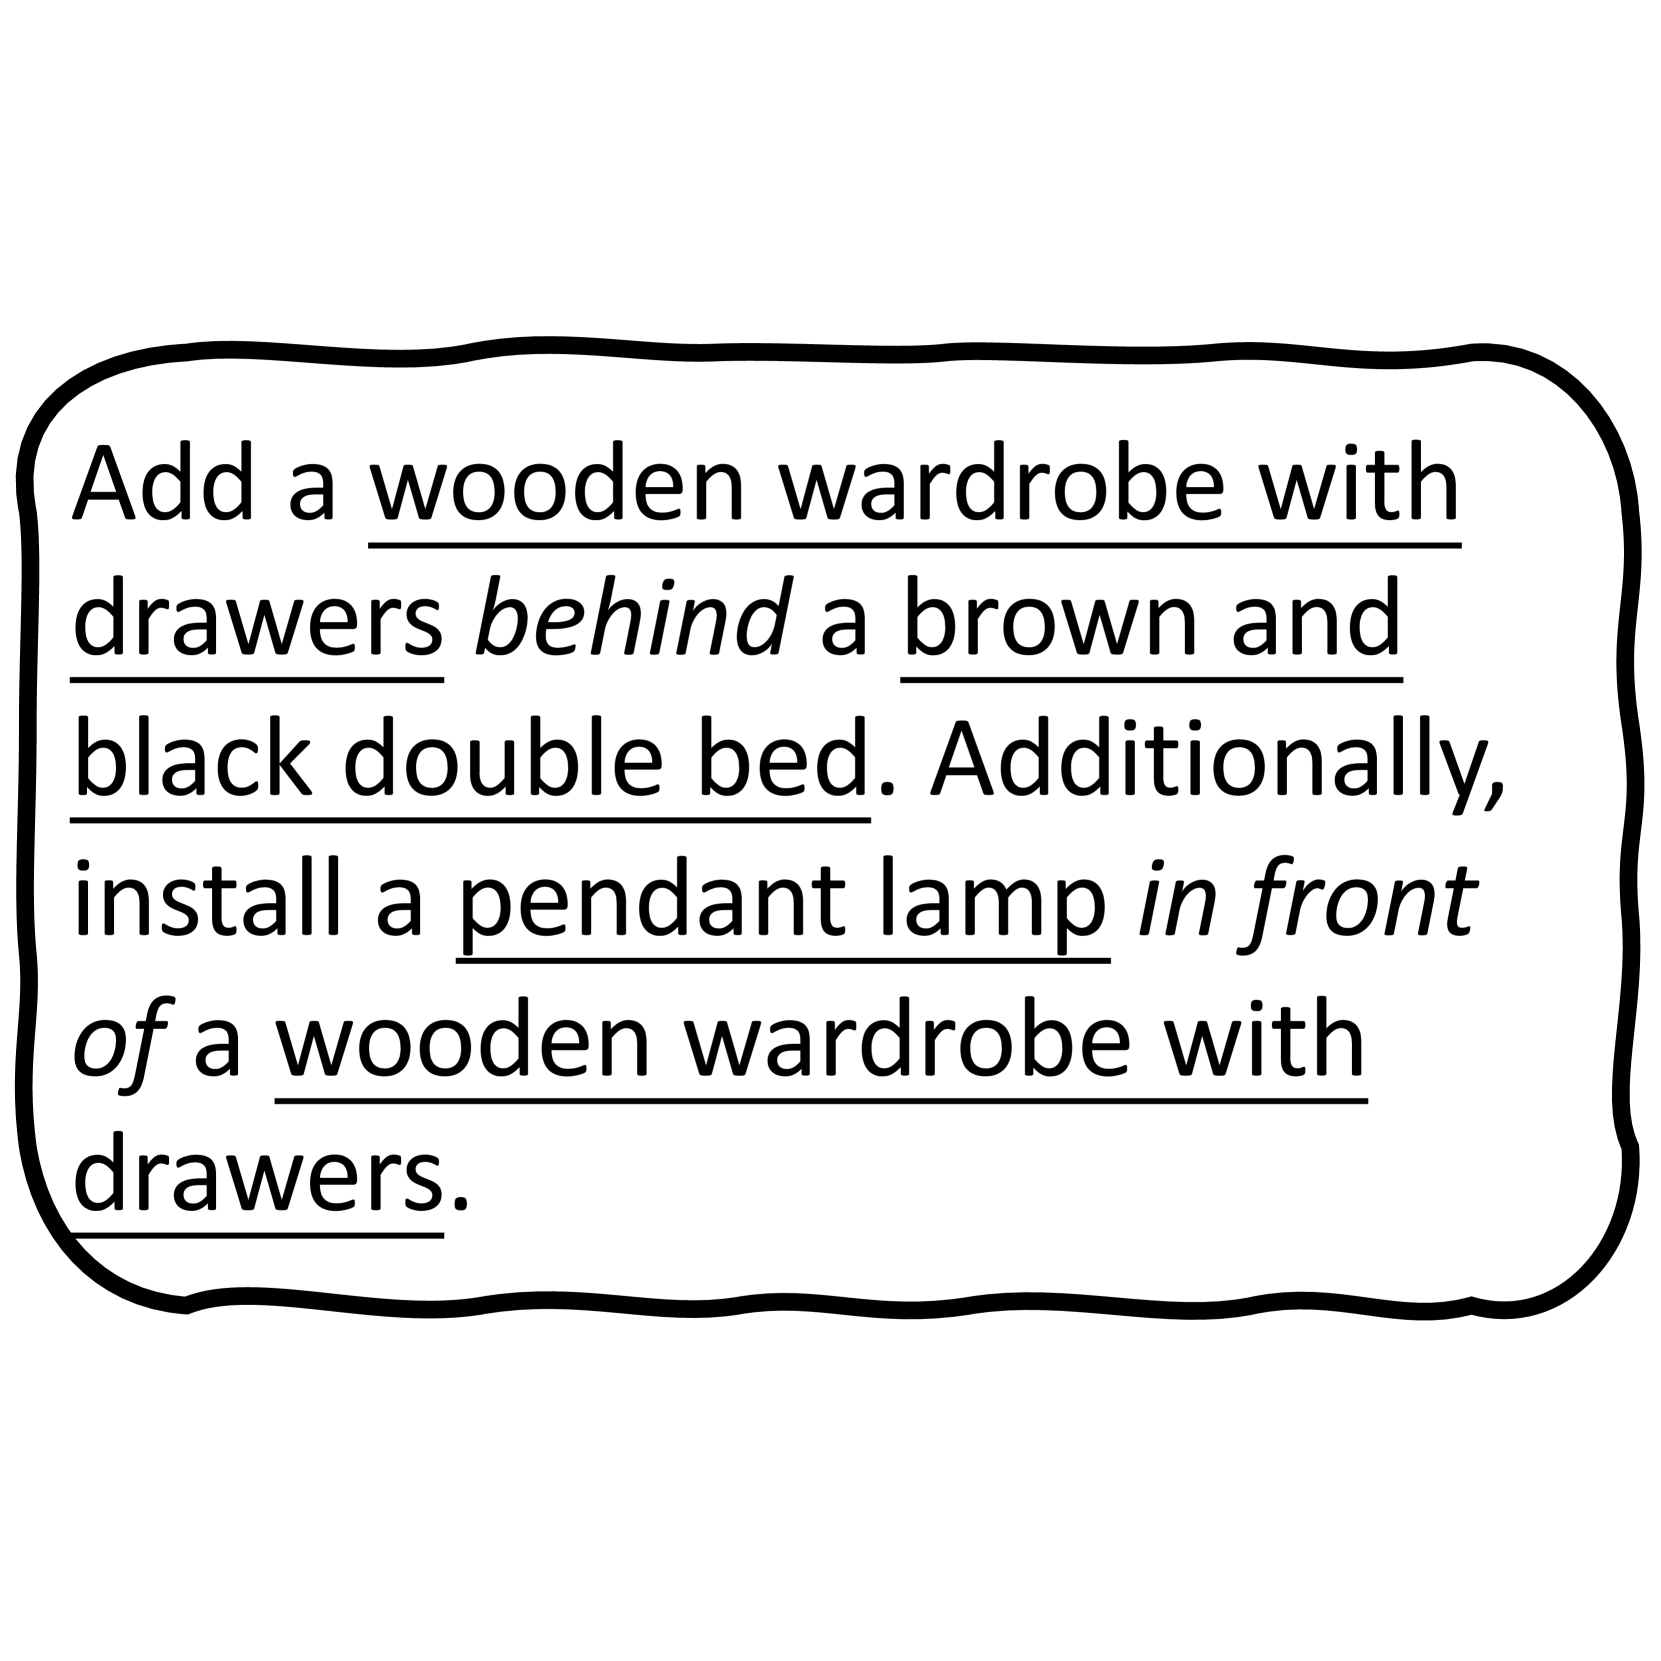 Add a wooden wardrobe with
drawers behind a brown and
black double bed. Additionally,
install a pendant lamp in front
of a wooden wardrobe with
drawers.